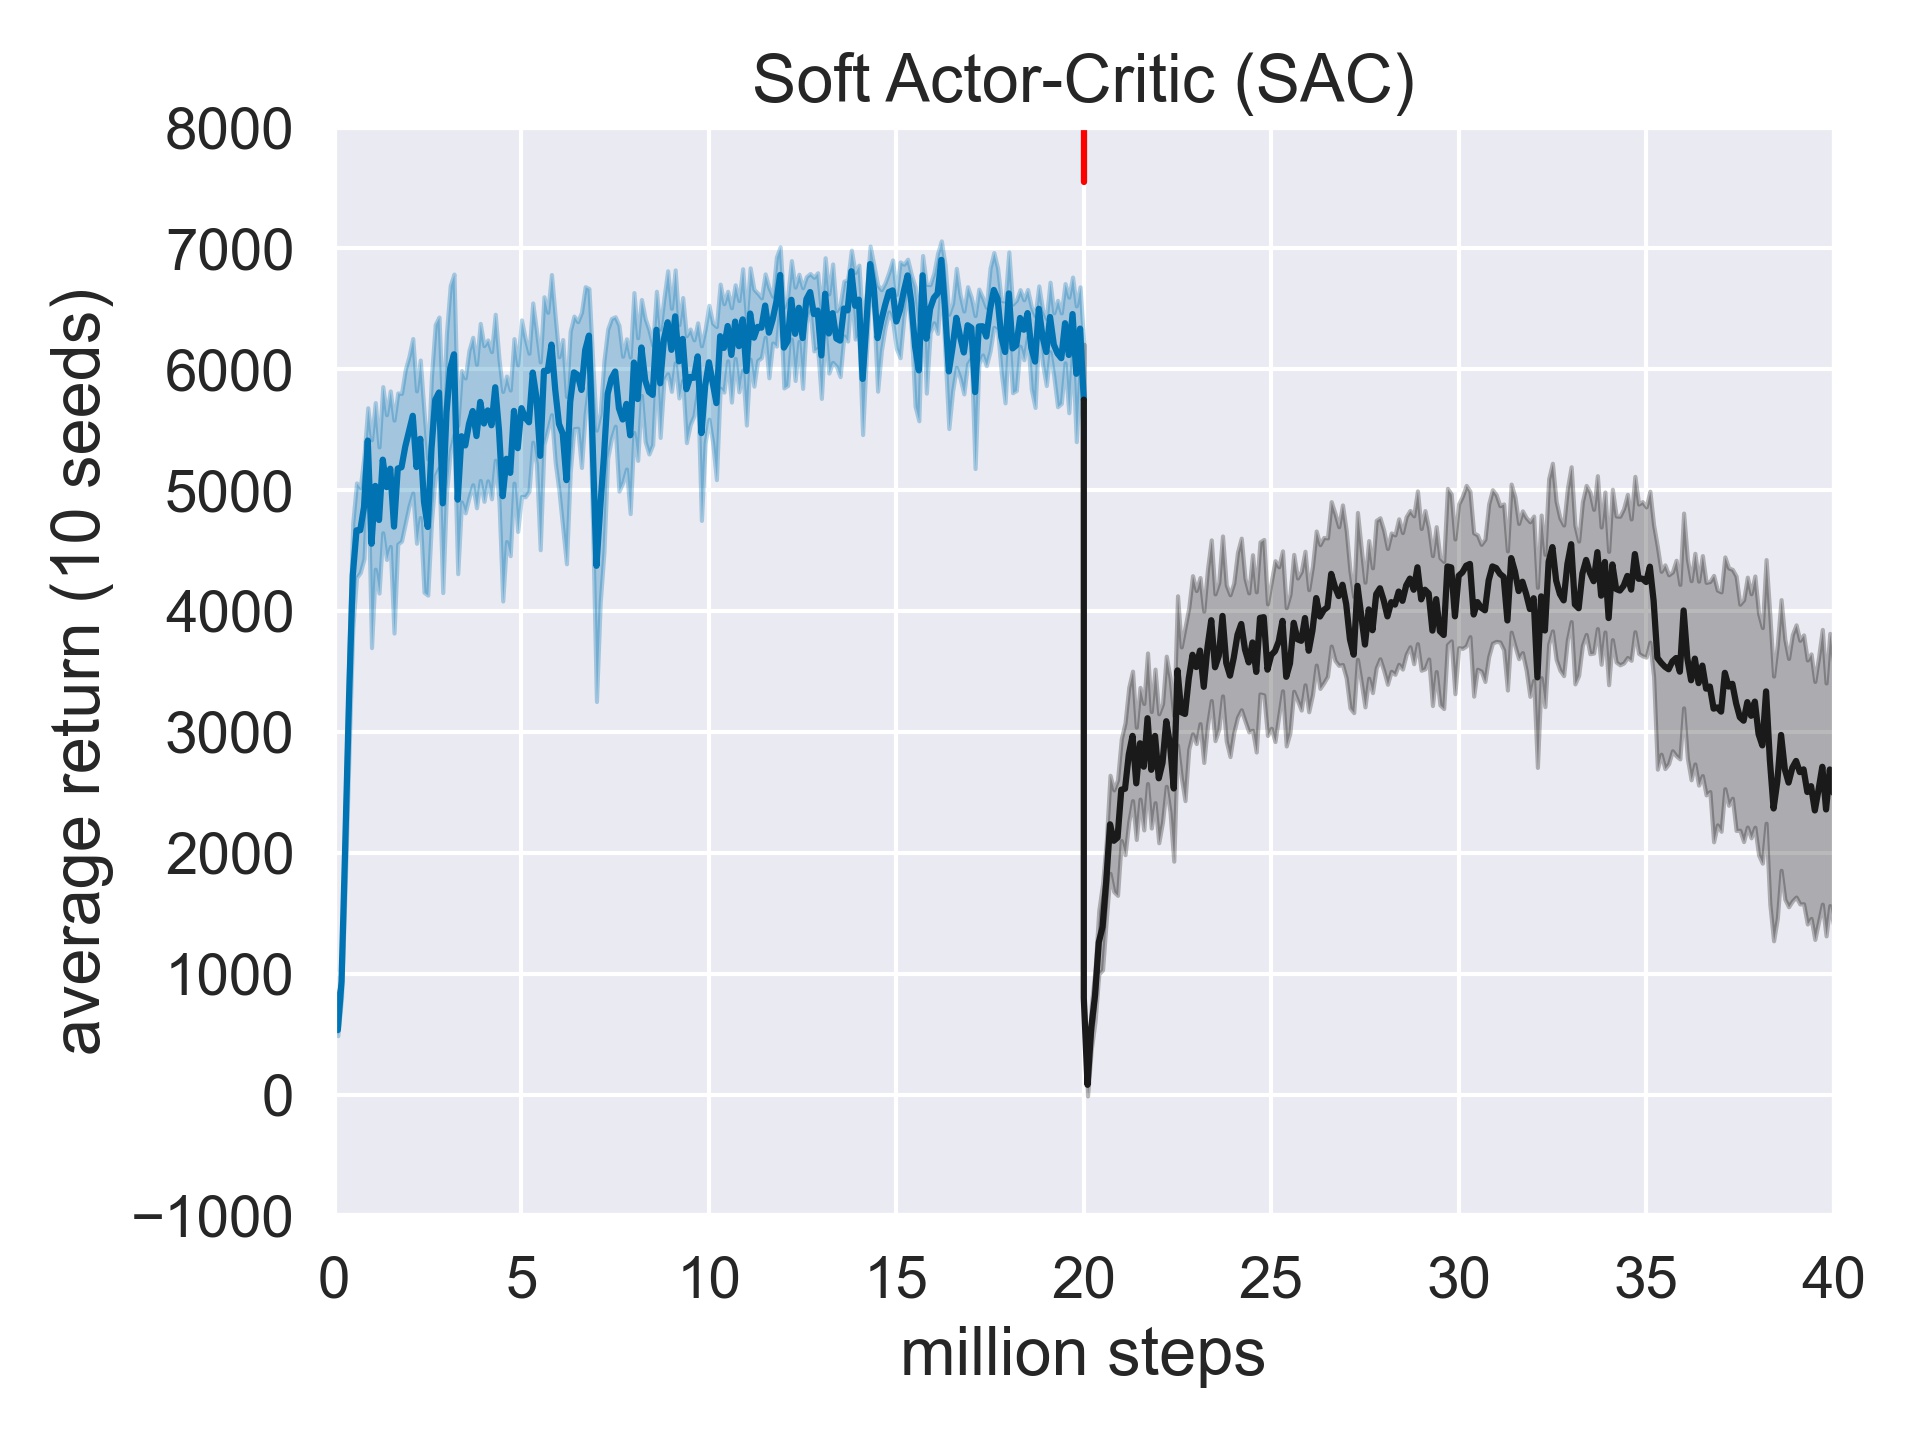 Soft Actor-Critic (SAC)
8000
7000
6000
5000
4000
3000
2000
1000
0
−1000
average return (10 seeds)
0 5 10 15 20 25 30 35 40
million steps